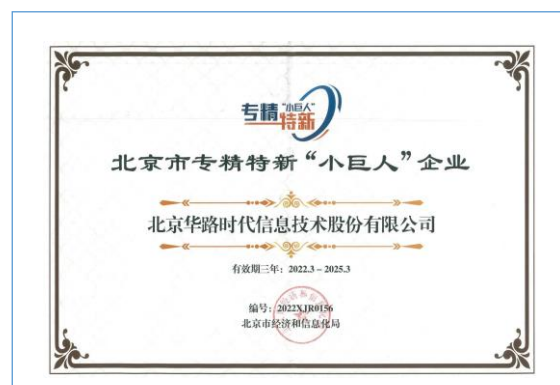 专精
“小巨人”
特新
北京市专精特新“小巨人”企业
北京华路时代信息技术股份有限公司
有效期三年：2022.3－2025.3
编号：2022XJR0156
北京市经济和信息化局